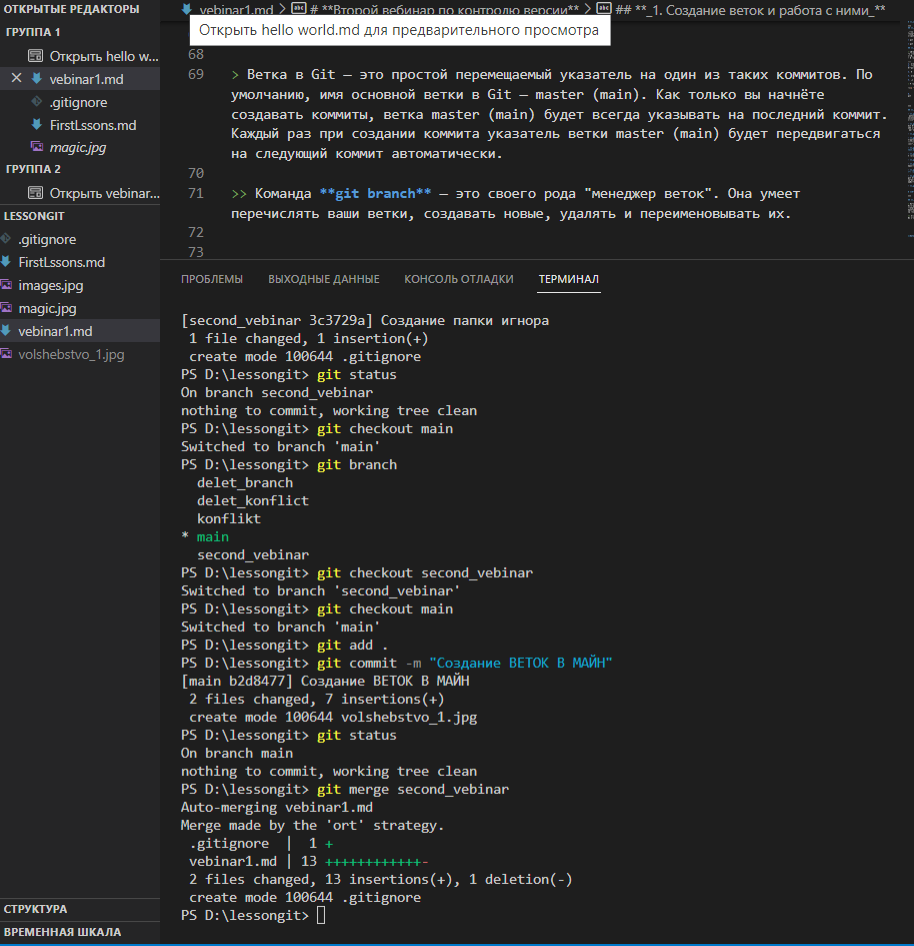 ОТКРЫТЫЕ РЕДАКТОРЫ
ГРУППА 1
Открыть hello w...
vebinar1.md
.gitignore
FirstLssons.md
magic.jpg
ГРУППА 2
Открыть vebinar...
LESSONGIT
.gitignore
FirstLssons.md
images.jpg
magic.jpg
vebinar1.md
volshebstvo_1.jpg
СТРУКТУРА
ВРЕМЕННАЯ ШКАЛА
vebinar1.md > # **Второй вебинар по контролю версии** > ## **_1. Создание веток и работа с ними_**
Открыть hello world.md для предварительного просмотра
68
69 > Ветка в Git — это простой перемещаемый указатель на один из таких коммитов. По
умолчанию, имя основной ветки в Git — master (main). Как только вы начнёте
создавать коммиты, ветка master (main) будет всегда указывать на последний коммит.
Каждый раз при создании коммита указатель ветки master (main) будет передвигаться
на следующий коммит автоматически.
70
71 >> Команда **git branch** — это своего рода "менеджер веток". Она умеет
перечислять ваши ветки, создавать новые, удалять и переименовывать их.
72
73
ПРОБЛЕМЫ ВЫХОДНЫЕ ДАННЫЕ КОНСОЛЬ ОТЛАДКИ ТЕРМИНАЛ
[second_vebinar 3c3729a] Создание папки игнора
1 file changed, 1 insertion(+)
create mode 100644 .gitignore
PS D:\lessongit> git status
On branch second_vebinar
nothing to commit, working tree clean
PS D:\lessongit> git checkout main
Switched to branch 'main'
PS D:\lessongit> git branch
delet_branch
delet_konflict
konflikt
* main
second_vebinar
PS D:\lessongit> git checkout second_vebinar
Switched to branch 'second_vebinar'
PS D:\lessongit> git checkout main
Switched to branch 'main'
PS D:\lessongit> git add .
PS D:\lessongit> git commit -m "Создание ВЕТОК В МАЙН"
[main b2d8477] Создание ВЕТОК В МАЙН
2 files changed, 7 insertions(+)
create mode 100644 volshebstvo_1.jpg
PS D:\lessongit> git status
On branch main
nothing to commit, working tree clean
PS D:\lessongit> git merge second_vebinar
Auto-merging vebinar1.md
Merge made by the 'ort' strategy.
.gitignore | 1 +
vebinar1.md | 13 ++++++++++++-
2 files changed, 13 insertions(+), 1 deletion(-)
create mode 100644 .gitignore
PS D:\lessongit>